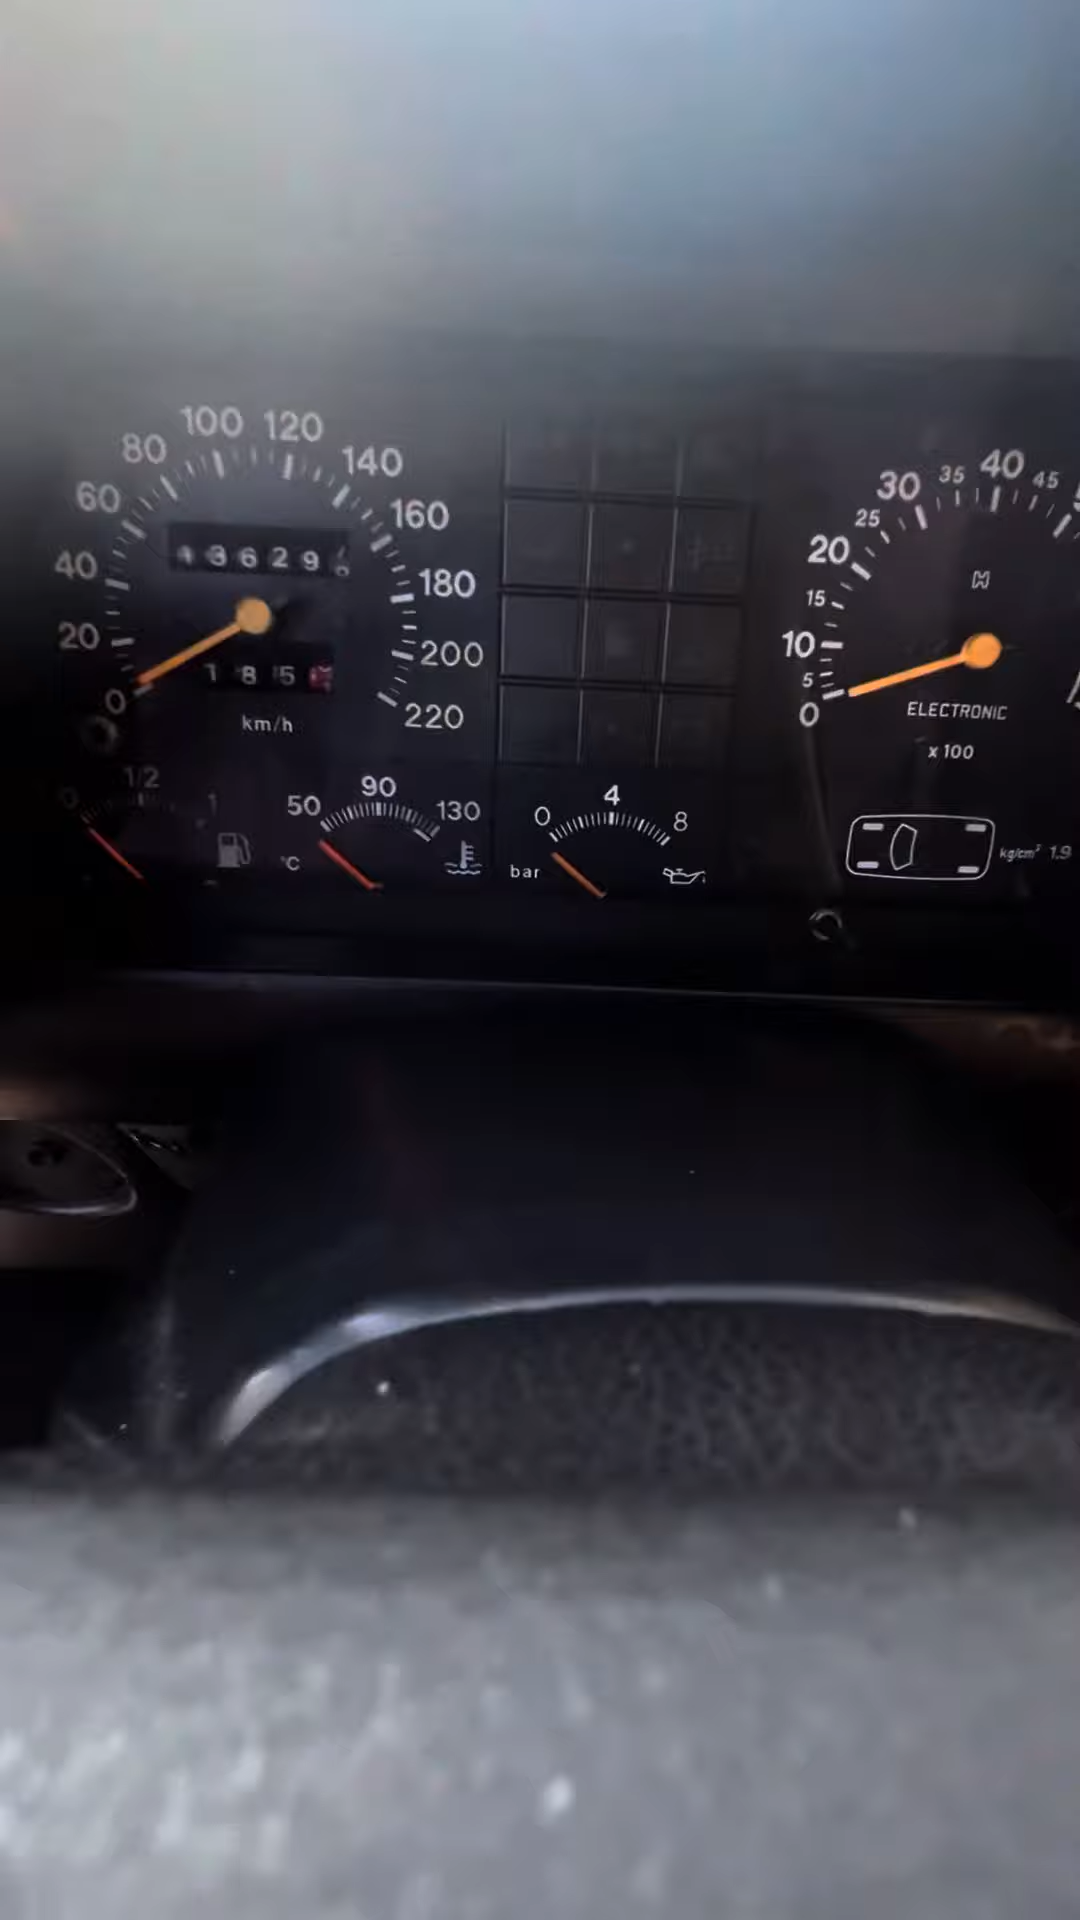 100 120
80 140
60 160
40 180
20 200
0 220
43629
185
km/h
30 35 40 45
25
20
15
10
5
0
ELECTRONIC
x 100
0 1/2 1
50 90 130
°C
0 4 8
bar
kg/cm² 1.9